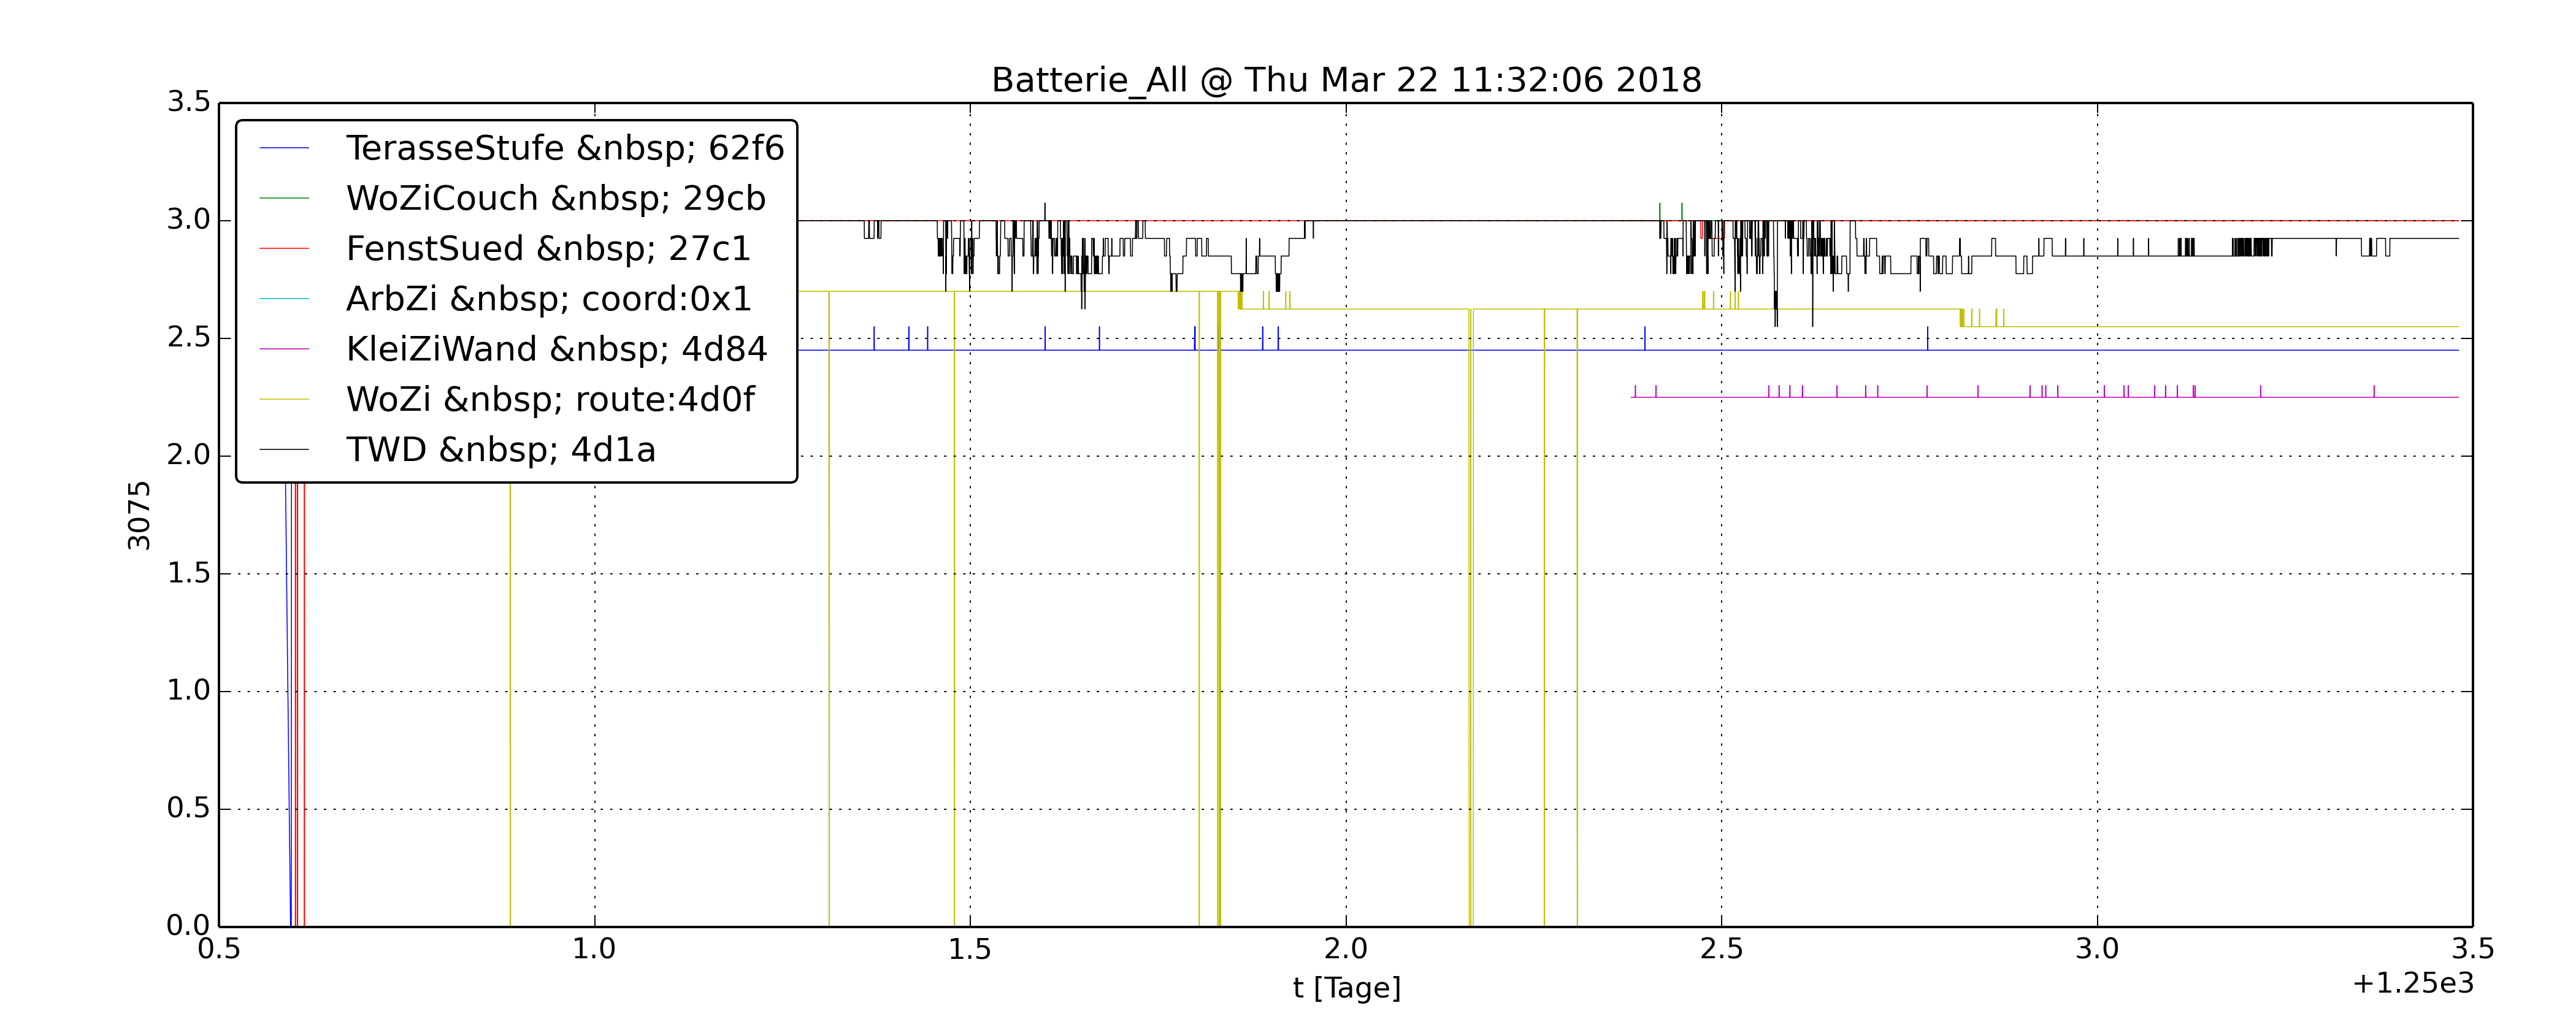 Batterie_All @ Thu Mar 22 11:32:06 2018
3.5
3.0
2.5
2.0
1.5
1.0
0.5
0.0
3075
TerasseStufe &nbsp; 62f6
WoZiCouch &nbsp; 29cb
FenstSued &nbsp; 27c1
ArbZi &nbsp; coord:0x1
KleiZiWand &nbsp; 4d84
WoZi &nbsp; route:4d0f
TWD &nbsp; 4d1a
0.5 1.0 1.5 2.0 2.5 3.0 3.5
t [Tage]
+1.25e3